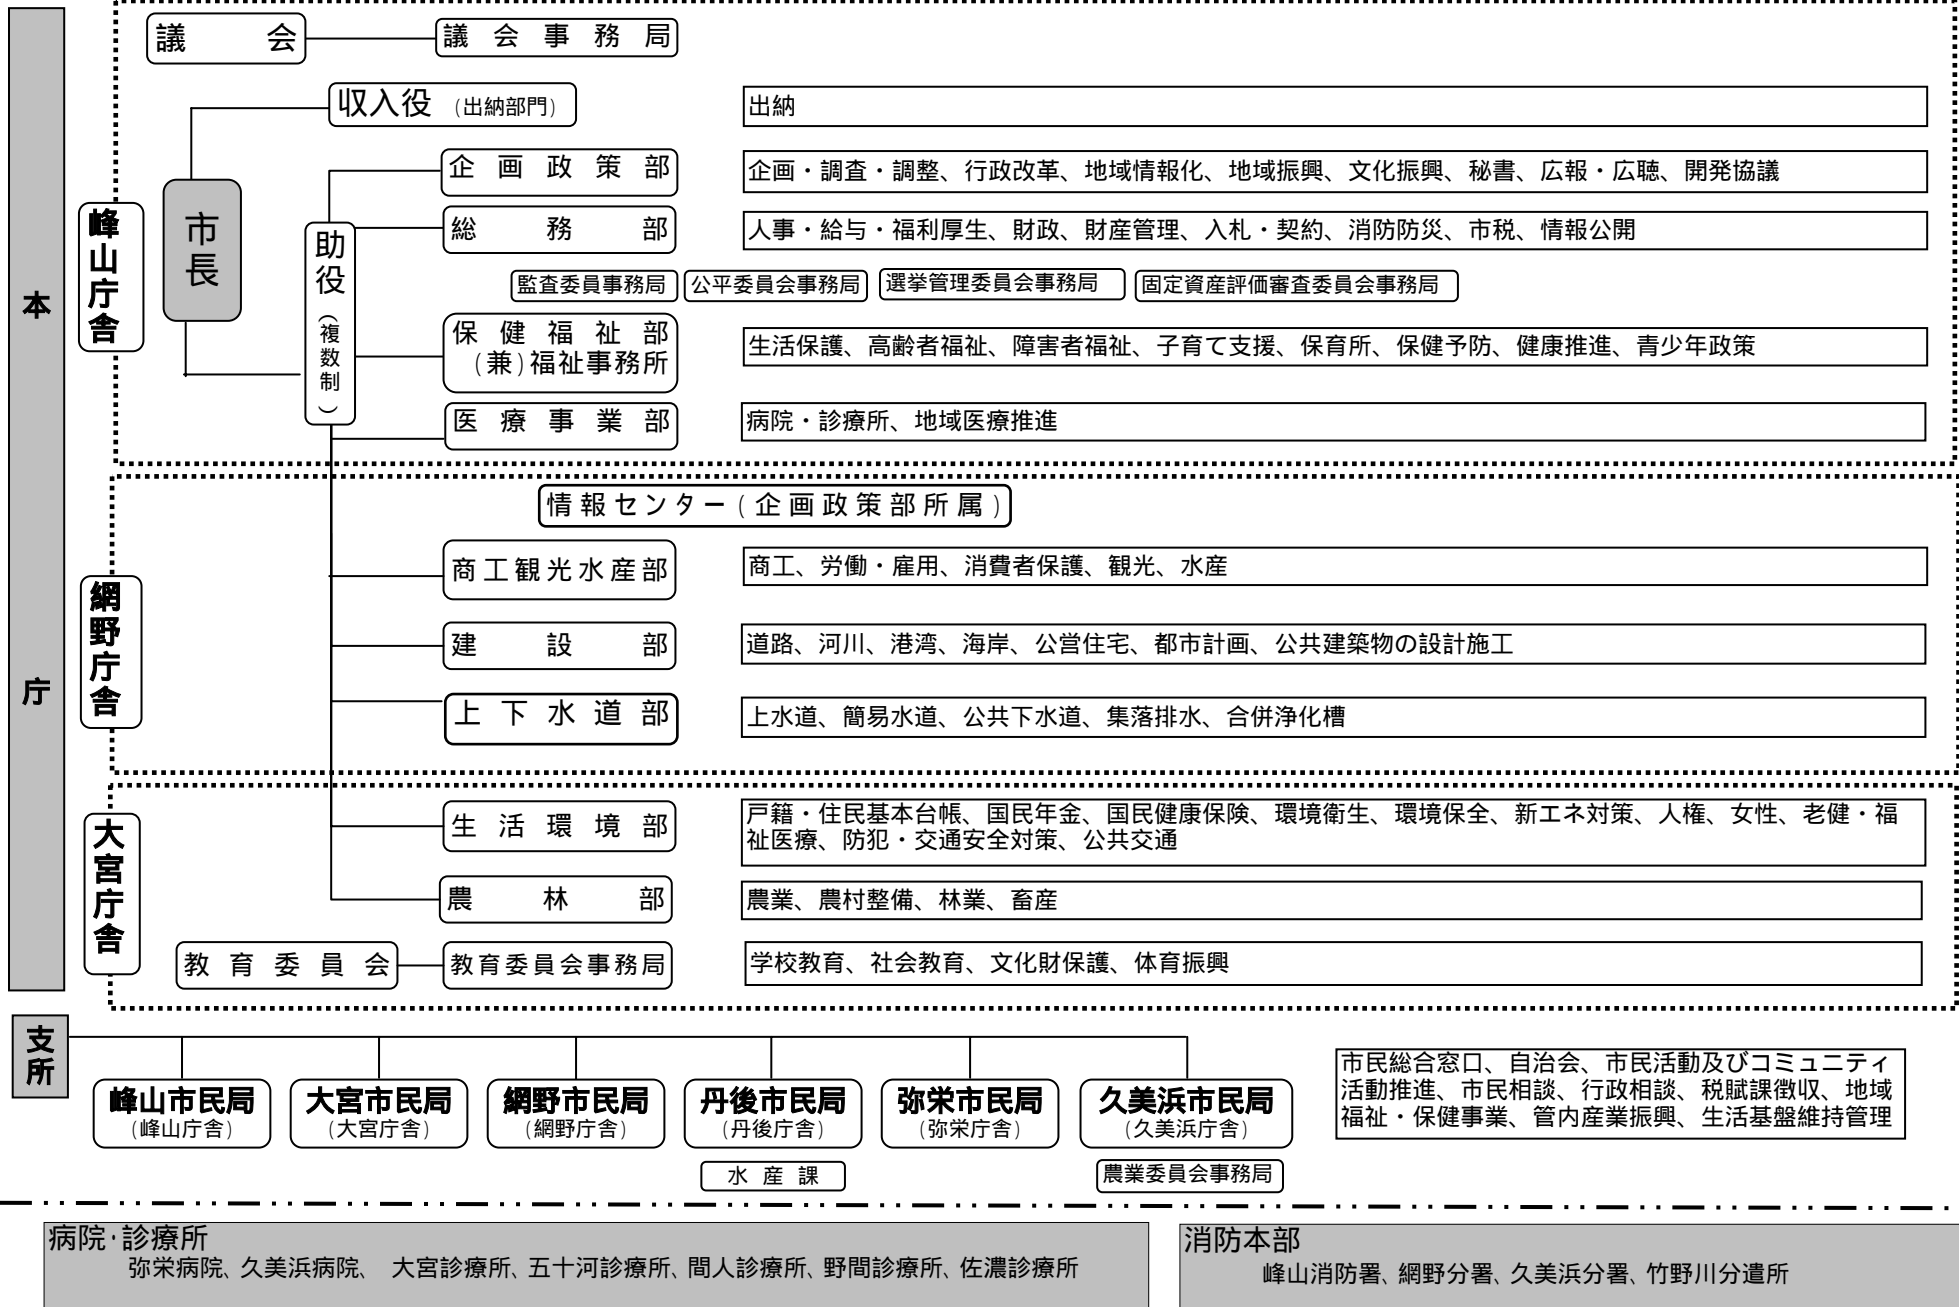 本庁
峰山庁舎
議会
議会事務局
収入役（出納部門）
出納
市長
助役（複数制）
企画政策部
企画・調査・調整、行政改革、地域情報化、地域振興、文化振興、秘書、広報・広聴、開発協議
総務部
人事・給与・福利厚生、財政、財産管理、入札・契約、消防防災、市税、情報公開
監査委員事務局
公平委員会事務局
選挙管理委員会事務局
固定資産評価審査委員会事務局
保健福祉部
(兼)福祉事務所
生活保護、高齢者福祉、障害者福祉、子育て支援、保育所、保健予防、健康推進、青少年政策
医療事業部
病院・診療所、地域医療推進
網野庁舎
情報センター(企画政策部所属)
商工観光水産部
商工、労働・雇用、消費者保護、観光、水産
建設部
道路、河川、港湾、海岸、公営住宅、都市計画、公共建築物の設計施工
上下水道部
上水道、簡易水道、公共下水道、集落排水、合併浄化槽
大宮庁舎
生活環境部
戸籍・住民基本台帳、国民年金、国民健康保険、環境衛生、環境保全、新エネ対策、人権、女性、老健・福
祉医療、防犯・交通安全対策、公共交通
農林部
農業、農村整備、林業、畜産
教育委員会
教育委員会事務局
学校教育、社会教育、文化財保護、体育振興
支所
峰山市民局
（峰山庁舎）
大宮市民局
（大宮庁舎）
網野市民局
（網野庁舎）
丹後市民局
（丹後庁舎）
弥栄市民局
（弥栄庁舎）
久美浜市民局
（久美浜庁舎）
市民総合窓口、自治会、市民活動及びコミュニティ
活動推進、市民相談、行政相談、税賦課徴収、地域
福祉・保健事業、管内産業振興、生活基盤維持管理
水産課
農業委員会事務局
病院・診療所
弥栄病院、久美浜病院、 大宮診療所、五十河診療所、間人診療所、野間診療所、佐濃診療所
消防本部
峰山消防署、網野分署、久美浜分署、竹野川分遣所